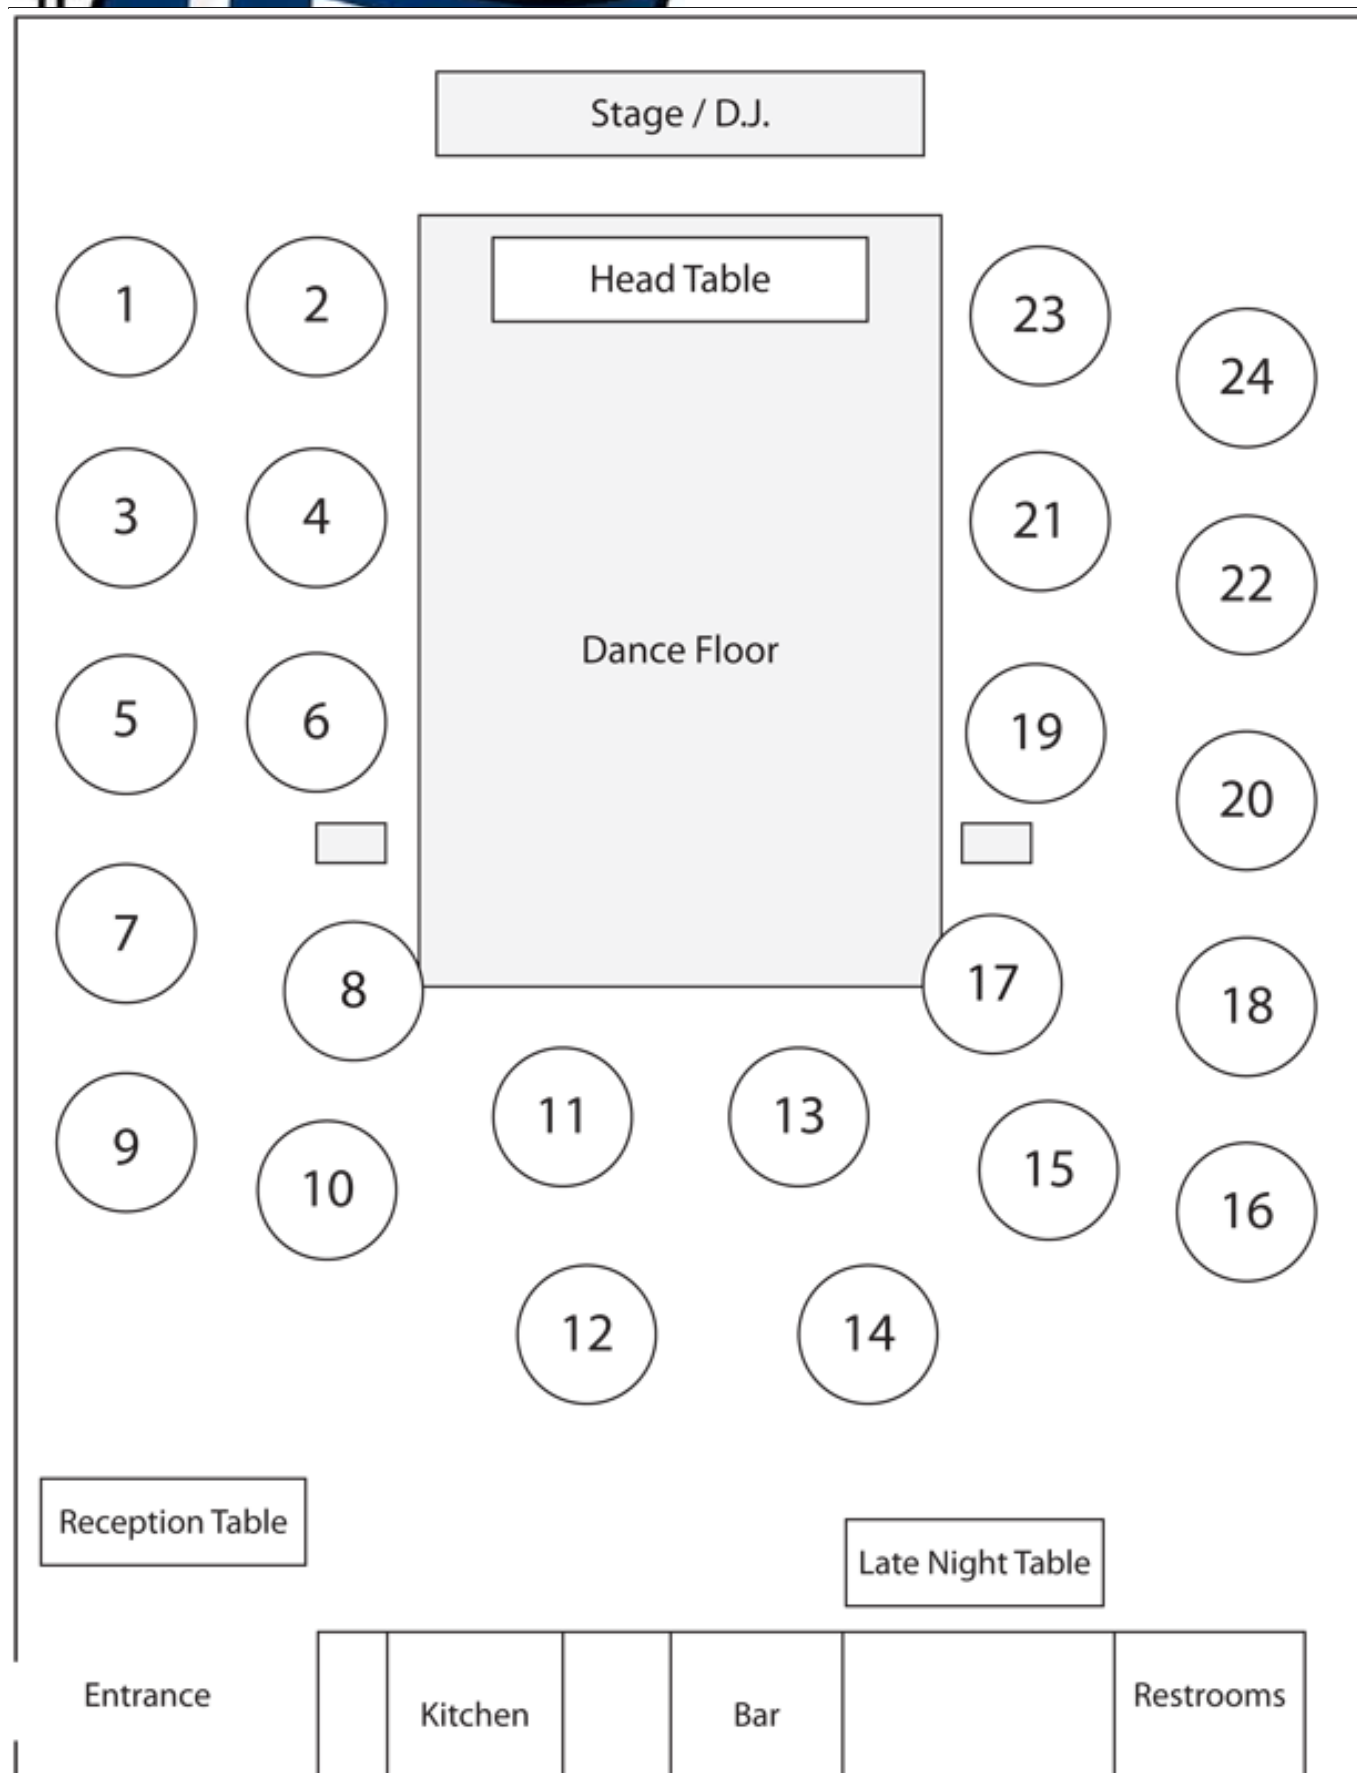 Stage / D.J.
Head Table
1
2
23
24
3
4
21
22
Dance Floor
5
6
19
20
7
8
17
18
11
13
9
10
15
16
12
14
Reception Table
Late Night Table
Entrance
Kitchen
Bar
Restrooms